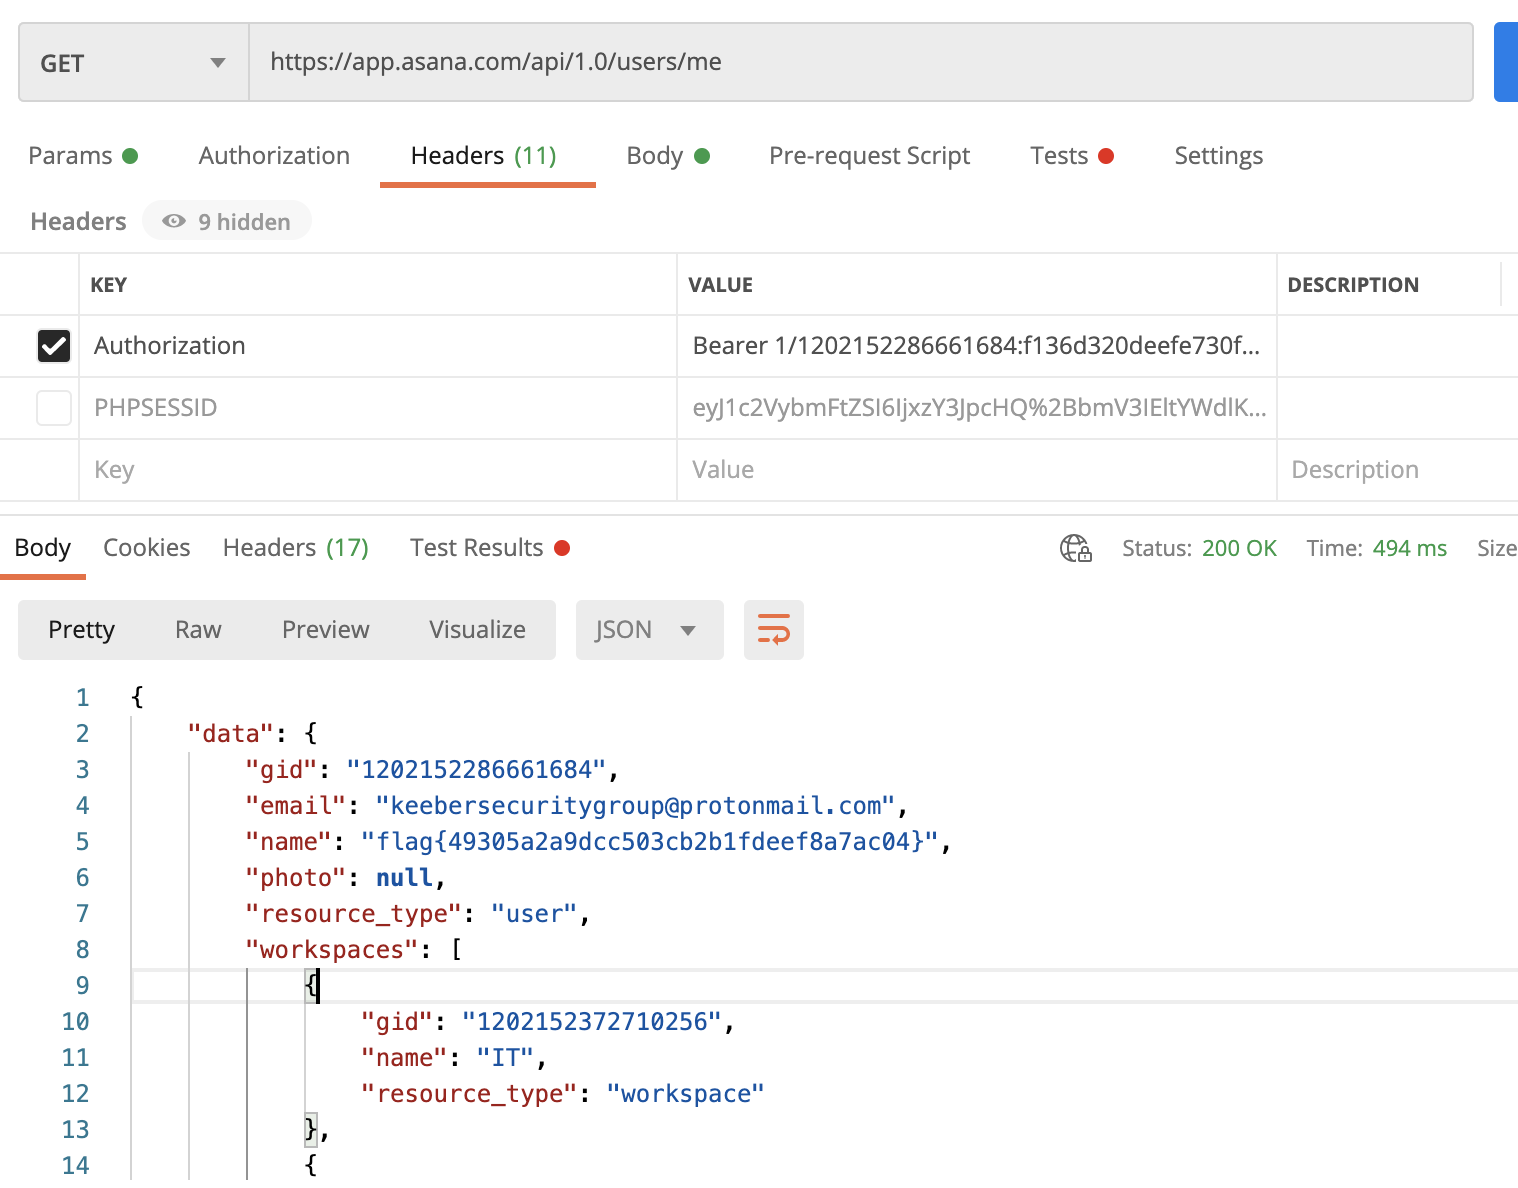 GET https://app.asana.com/api/1.0/users/me
Params Authorization Headers (11) Body Pre-request Script Tests Settings
Headers 9 hidden
KEY VALUE DESCRIPTION
Authorization Bearer 1/1202152286661684:f136d320deefe730f...
PHPSESSID eyJ1c2VybmFtZSI6IjxzY3JpcHQ%2BbmV3IEltYWdlK...
Key Value Description
Body Cookies Headers (17) Test Results Status: 200 OK Time: 494 ms Size
Pretty Raw Preview Visualize JSON
1 {
2 "data": {
3 "gid": "1202152286661684",
4 "email": "keebersecuritygroup@protonmail.com",
5 "name": "flag{49305a2a9dcc503cb2b1fdeef8a7ac04}",
6 "photo": null,
7 "resource_type": "user",
8 "workspaces": [
9 {
10 "gid": "1202152372710256",
11 "name": "IT",
12 "resource_type": "workspace"
13 },
14 {